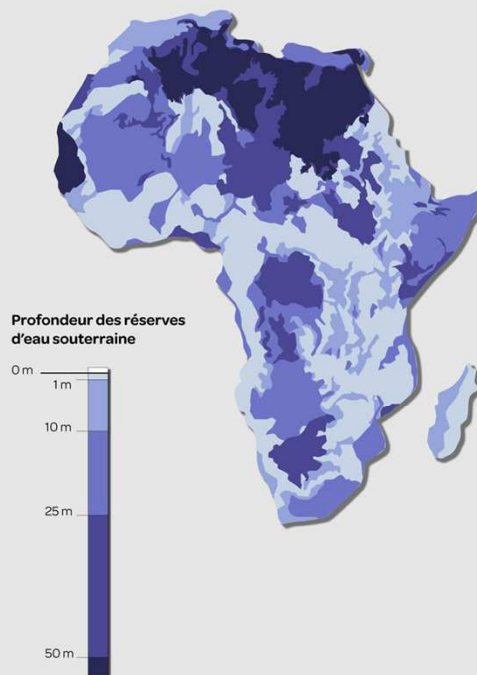 Profondeur des réserves
d'eau souterraine
0 m
1 m
10 m
25 m
50 m